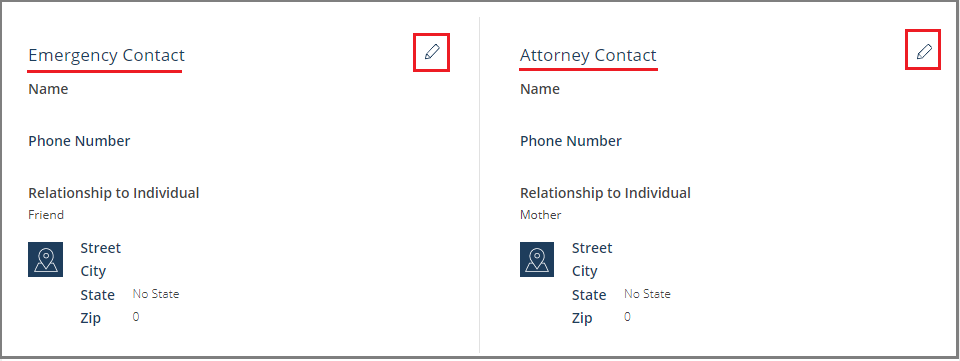 Emergency Contact
Name
Phone Number
Relationship to Individual
Friend
Street
City
State No State
Zip 0
Attorney Contact
Name
Phone Number
Relationship to Individual
Mother
Street
City
State No State
Zip 0